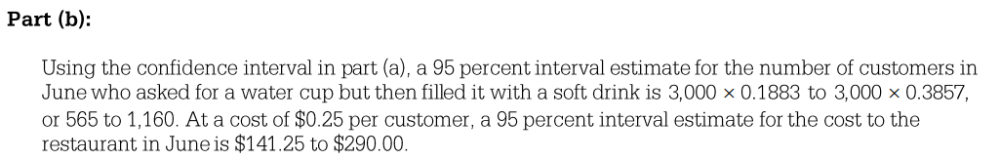 Part (b):
Using the confidence interval in part (a), a 95 percent interval estimate for the number of customers in
June who asked for a water cup but then filled it with a soft drink is 3,000 × 0.1883 to 3,000 × 0.3857,
or 565 to 1,160. At a cost of $0.25 per customer, a 95 percent interval estimate for the cost to the
restaurant in June is $141.25 to $290.00.